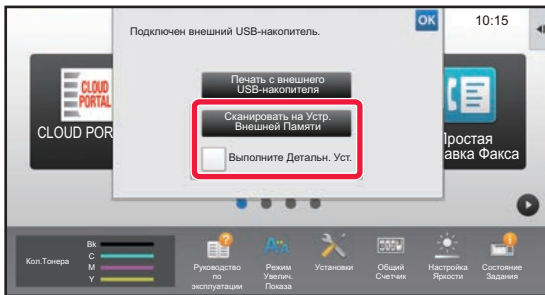 OK
10:15
Подключен внешний USB-накопитель.
Печать с внешнего
USB-накопителя
Сканировать на Устр.
Внешней Памяти
Выполните Детальн. Уст.
CLOUD
PORTAL
CLOUD POR
Простая
авка Факса
Кол.Тонера
Bk
C
M
Y
Руководство
по
эксплуатации
Режим
Увелич.
Показа
Установки
Общий
Счетчик
Настройка
Яркости
Состояние
Задания